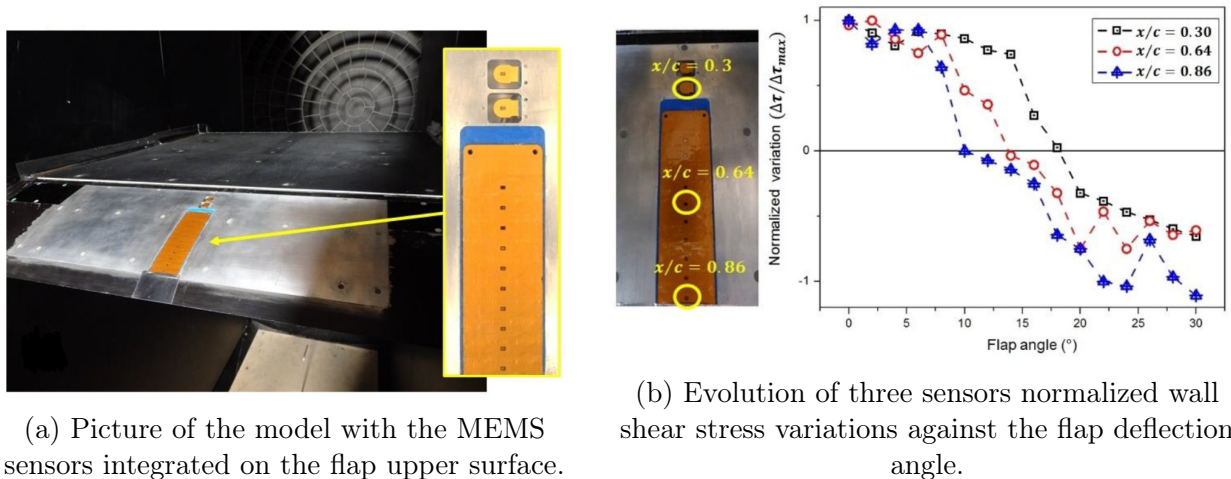 x/c = 0.3
x/c = 0.64
x/c = 0.86
Normalized variation (Δτ/Δτmax)
1
0
-1
x/c = 0.30
x/c = 0.64
x/c = 0.86
0 5 10 15 20 25 30
Flap angle (°)
(a) Picture of the model with the MEMS
sensors integrated on the flap upper surface.
(b) Evolution of three sensors normalized wall
shear stress variations against the flap deflection
angle.